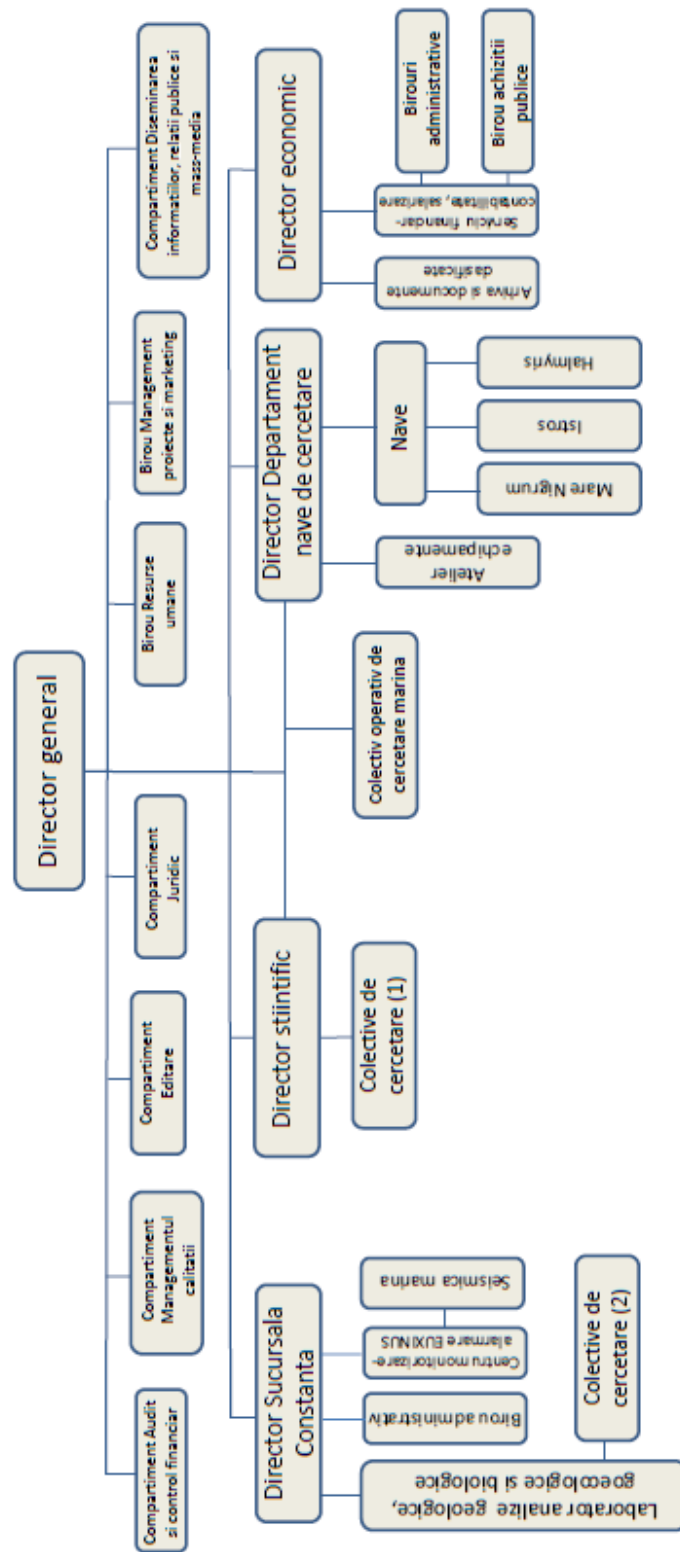 Director general
Compartiment Audit
si control financiar
Compartiment
Managementul
calitatii
Compartiment
Editare
Compartiment
Juridic
Birou Resurse
umane
Birou Management
proiecte si marketing
Compartiment Diseminarea
informatiilor, relatii publice si
mass-media
Director Sucursala
Constanta
Director stiintific
Director Departament
nave de cercetare
Director economic
Laborator analize geologice,
goecologice si biologice
Birou administrativ
Centru monitorizare-
alarmare EUXINUS
Seismica marina
Colective de
cercetare (2)
Colective de
cercetare (1)
Colectiv operativ de
cercetare marina
Atelier
echipamente
Nave
Mare Nigrum
Istros
Halmyris
Arhiva si documente
clasificate
Serviciu financiar-
contabilitate, salarizare
Birouri
administrative
Birou achizitii
publice